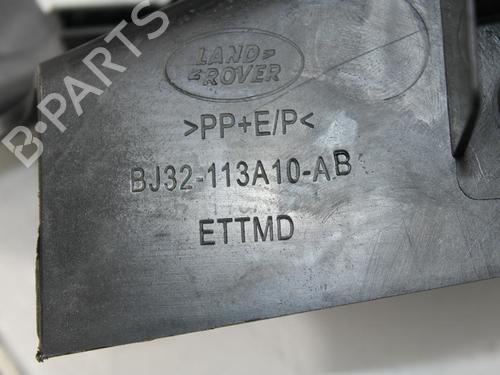 LAND
ROVER
>PP+E/P<
BJ32-113A10-AB
ETTMD
B-PARTS